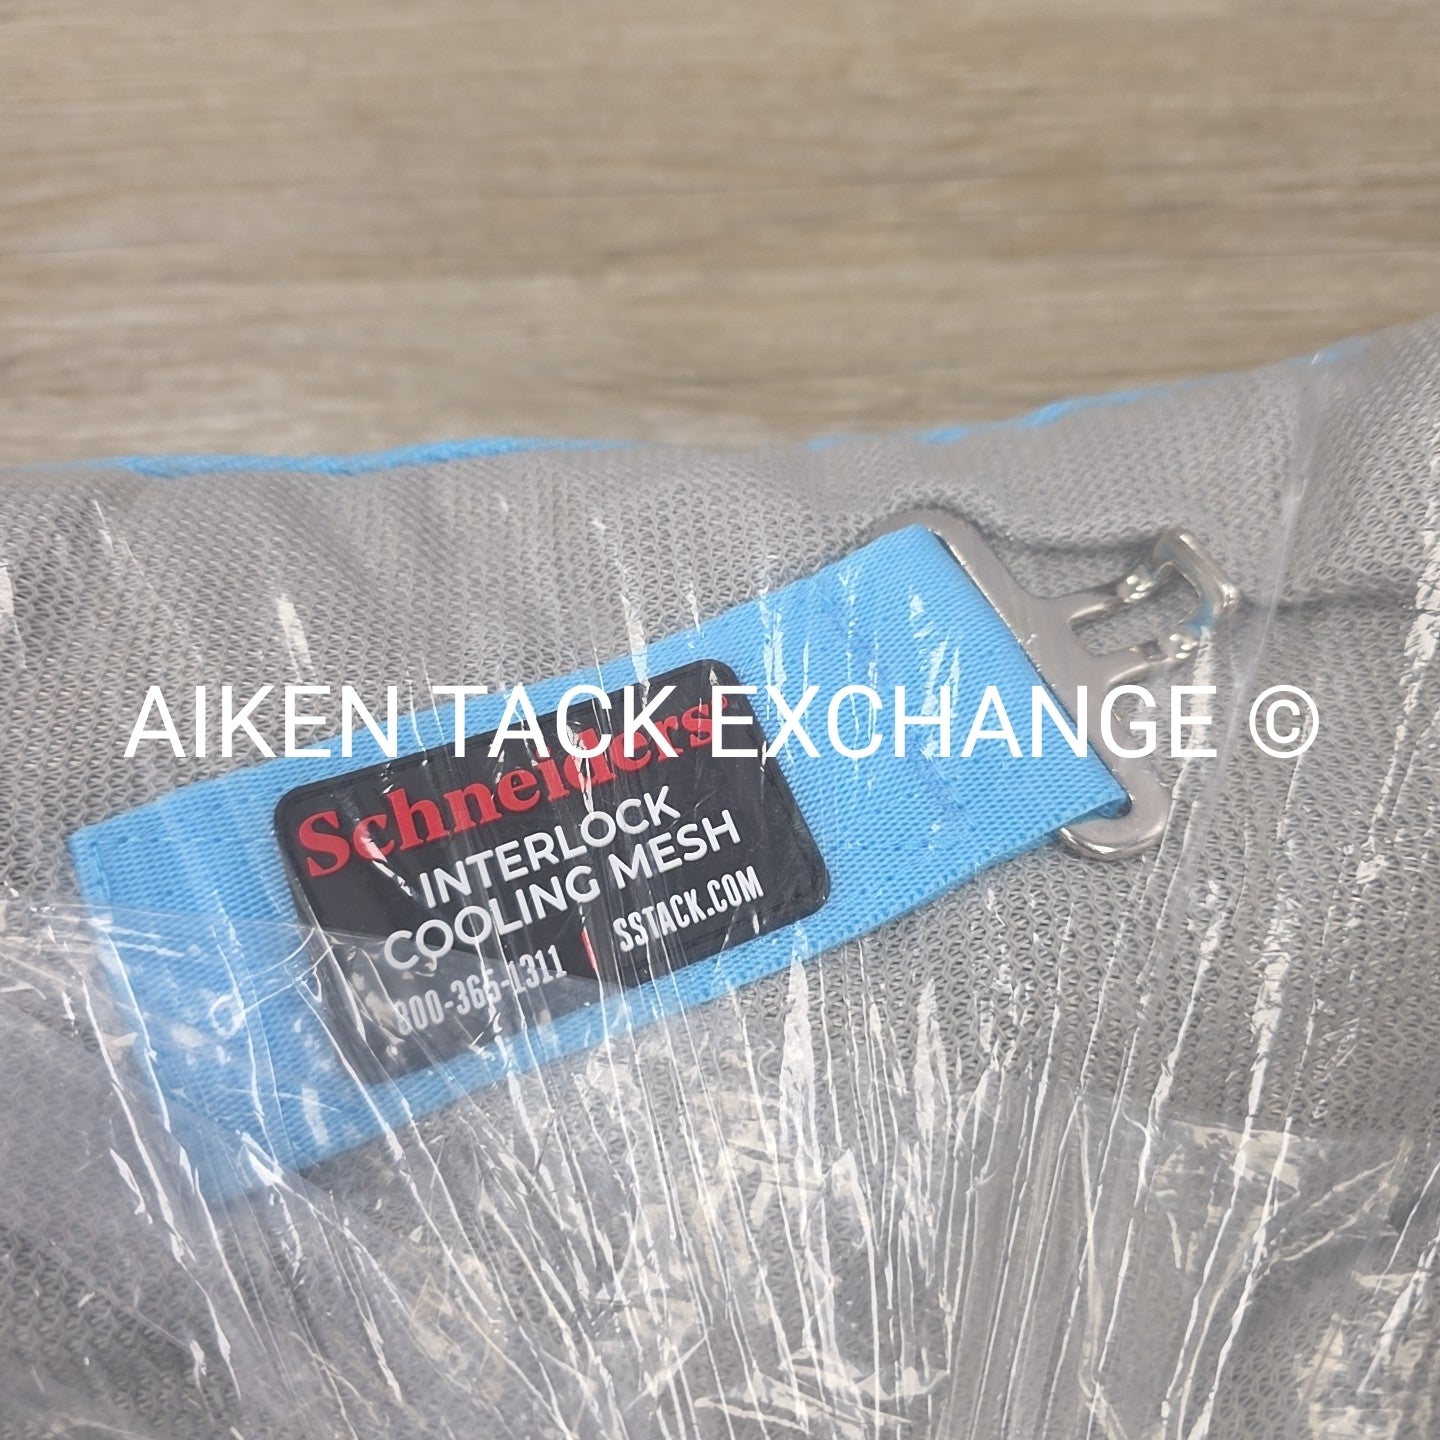 AIKEN TACK EXCHANGE ©
Schneiders®
INTERLOCK
COOLING MESH
800-365-1311 | SSTACK.COM